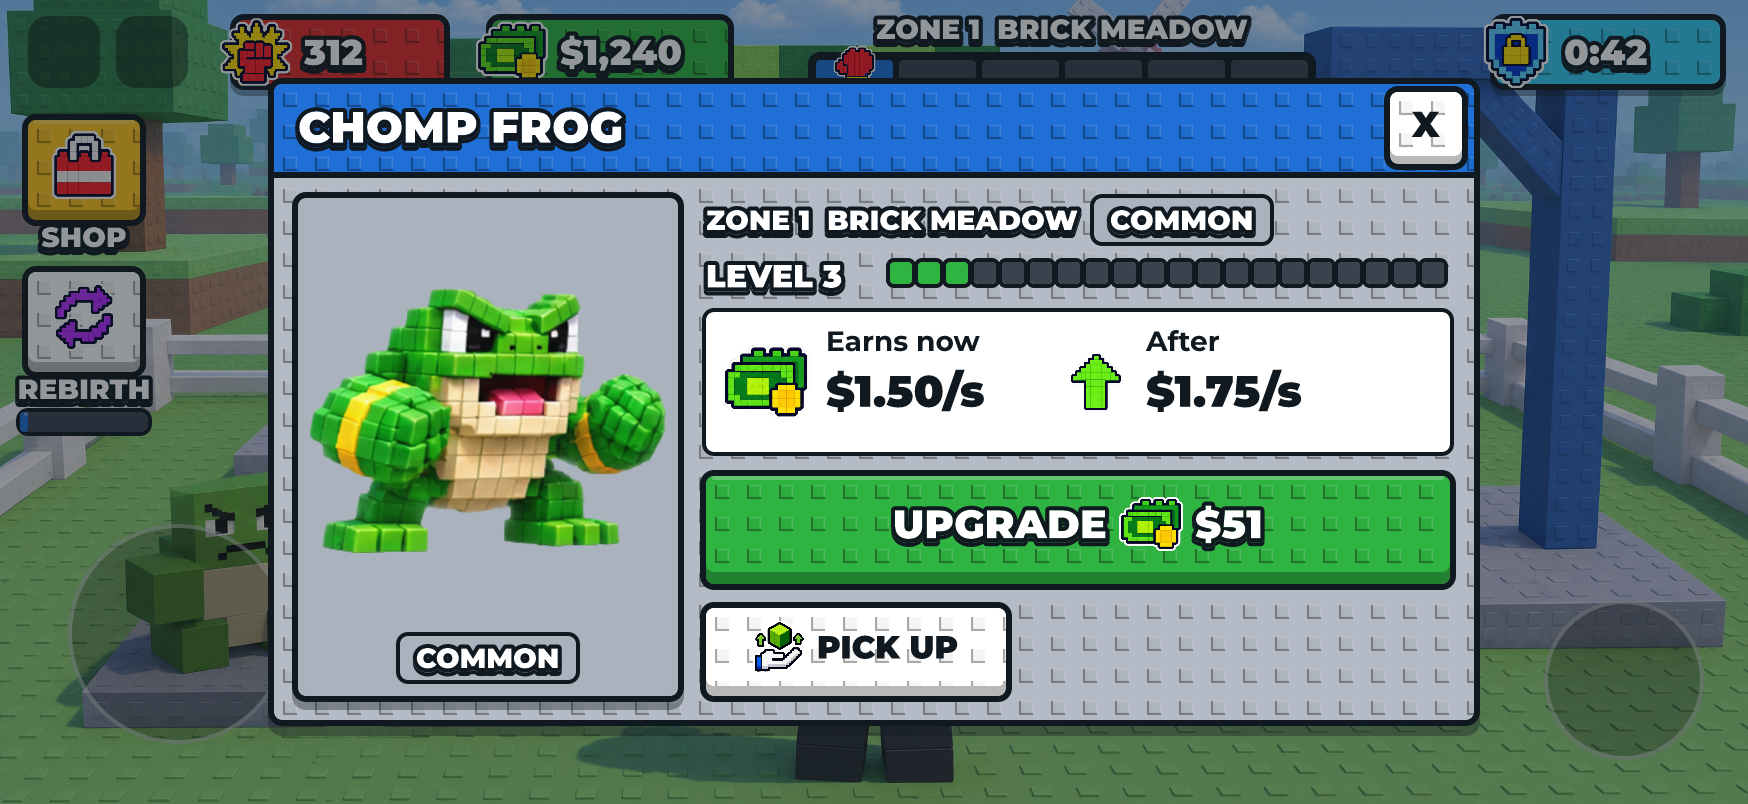 312
$1,240
ZONE 1 BRICK MEADOW
0:42
CHOMP FROG
X
SHOP
REBIRTH
COMMON
ZONE 1 BRICK MEADOW
COMMON
LEVEL 3
Earns now
$1.50/s
After
$1.75/s
UPGRADE $51
PICK UP